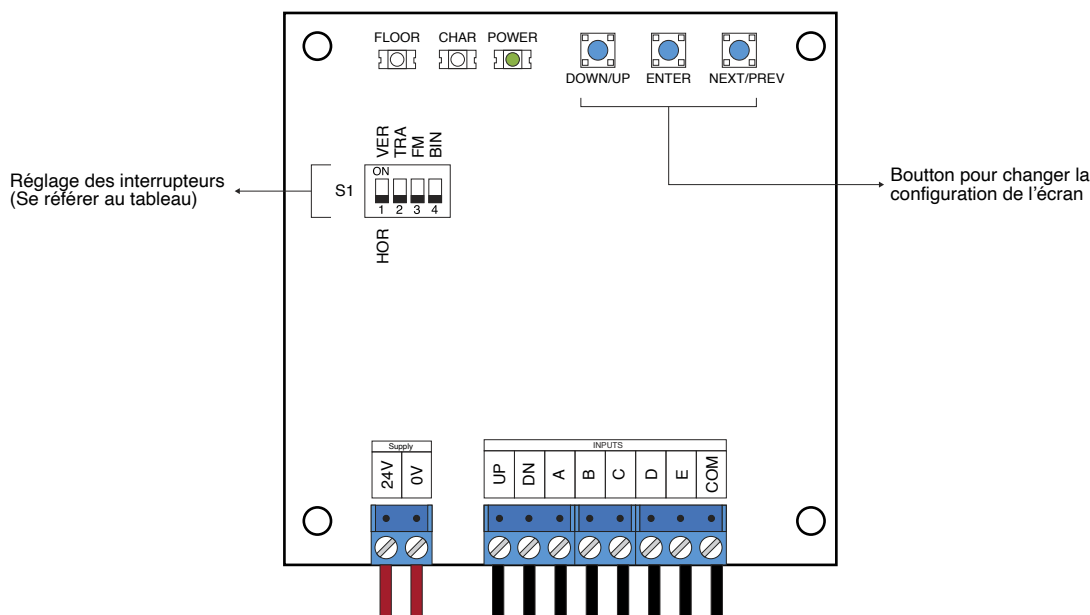 FLOOR CHAR POWER
DOWN/UP ENTER NEXT/PREV
VER
TRA
FM
BIN
ON
S1
1 2 3 4
HOR
Réglage des interrupteurs
(Se référer au tableau)
Boutton pour changer la
configuration de l'écran
Supply
24V
0V
INPUTS
UP
DN
A
B
C
D
E
COM